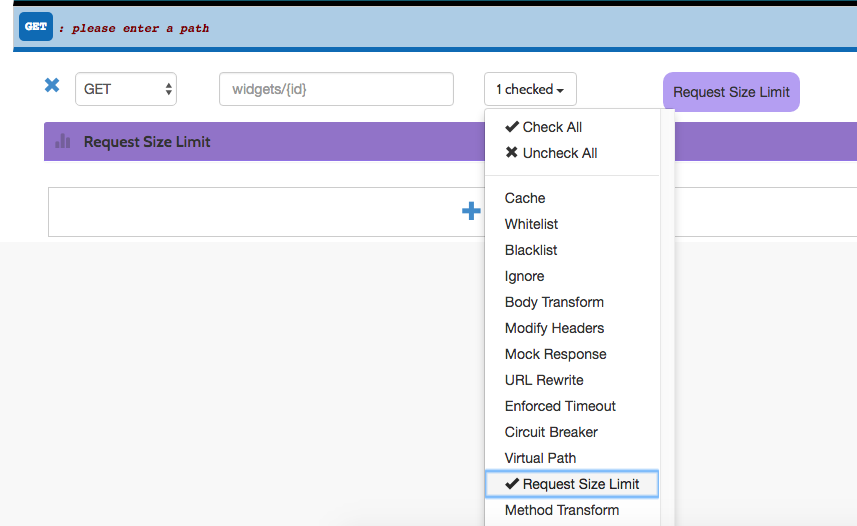 GET : please enter a path
GET widgets/{id} 1 checked Request Size Limit
Request Size Limit
Check All
Uncheck All
Cache
Whitelist
Blacklist
Ignore
Body Transform
Modify Headers
Mock Response
URL Rewrite
Enforced Timeout
Circuit Breaker
Virtual Path
Request Size Limit
Method Transform